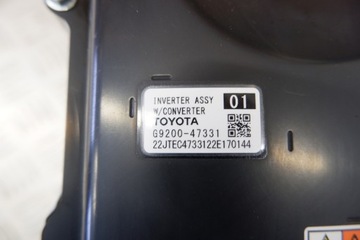 INVERTER ASSY 01
W/CONVERTER
TOYOTA
G9200-47331
22JTEC4733122E170144